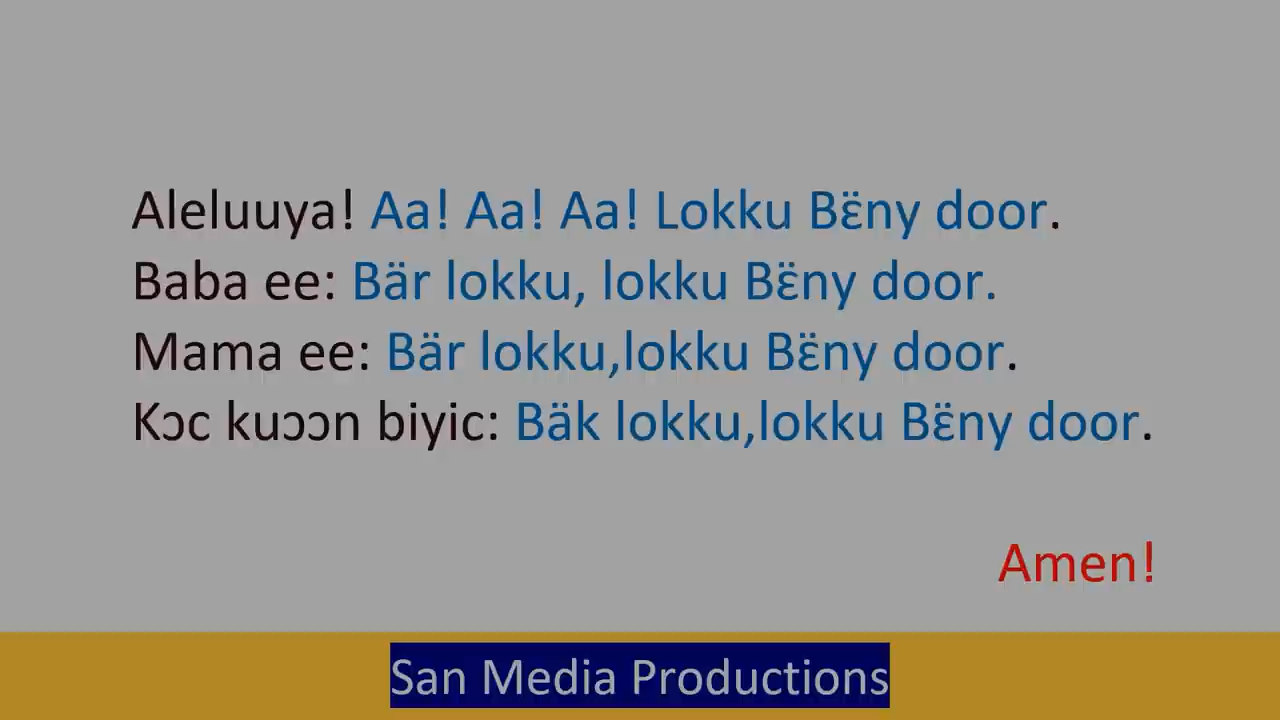 Aleluuya! Aa! Aa! Aa! Lokku Bɛ̈ny door.
Baba ee: Bär lokku, lokku Bɛ̈ny door.
Mama ee: Bär lokku,lokku Bɛ̈ny door.
Kɔc kuɔɔn biyic: Bäk lokku,lokku Bɛ̈ny door.
Amen!
San Media Productions